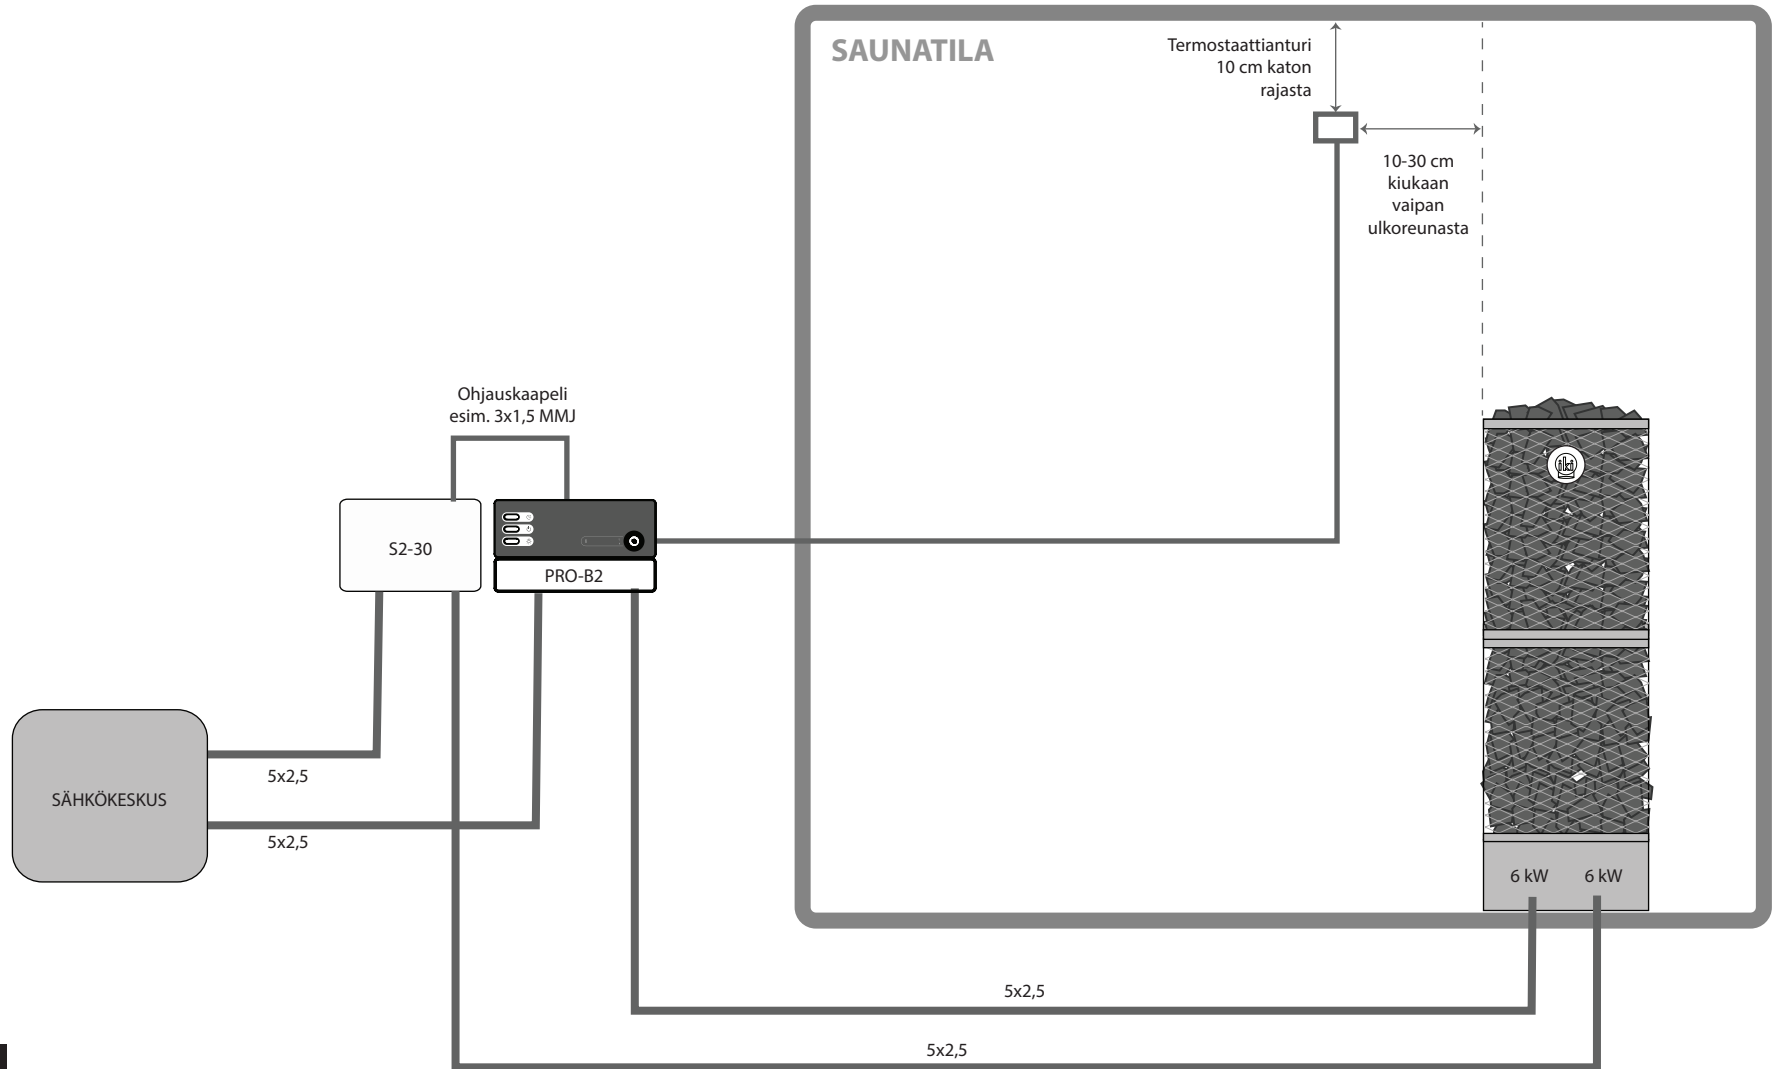 SAUNATILA
Termostaattianturi
10 cm katon
rajasta
10-30 cm
kiukaan
vaipan
ulkoreunasta
Ohjauskaapeli
esim. 3x1,5 MMJ
S2-30
PRO-B2
iki
5x2,5
SÄHKÖKESKUS
5x2,5
6 kW 6 kW
5x2,5
5x2,5